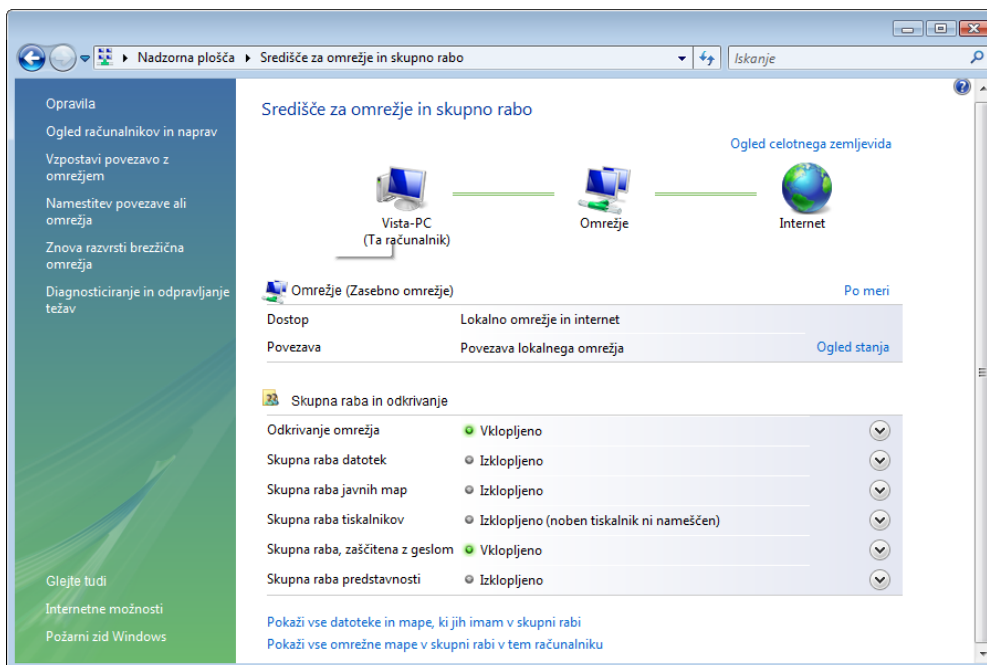 Nadzorna plošča
Središče za omrežje in skupno rabo
Iskanje
Opravila
Ogled računalnikov in naprav
Vzpostavi povezavo z
omrežjem
Namestitev povezave ali
omrežja
Znova razvrsti brezžična
omrežja
Diagnosticiranje in odpravljanje
težav
Glejte tudi
Internetne možnosti
Požarni zid Windows
Središče za omrežje in skupno rabo
Ogled celotnega zemljevida
Vista-PC
(Ta računalnik)
Omrežje
Internet
Omrežje (Zasebno omrežje)
Po meri
Dostop
Lokalno omrežje in internet
Povezava
Povezava lokalnega omrežja
Ogled stanja
Skupna raba in odkrivanje
Odkrivanje omrežja
Vklopljeno
Skupna raba datotek
Izklopljeno
Skupna raba javnih map
Izklopljeno
Skupna raba tiskalnikov
Izklopljeno (noben tiskalnik ni nameščen)
Skupna raba, zaščitena z geslom
Vklopljeno
Skupna raba predstavnosti
Izklopljeno
Pokaži vse datoteke in mape, ki jih imam v skupni rabi
Pokaži vse omrežne mape v skupni rabi v tem računalniku